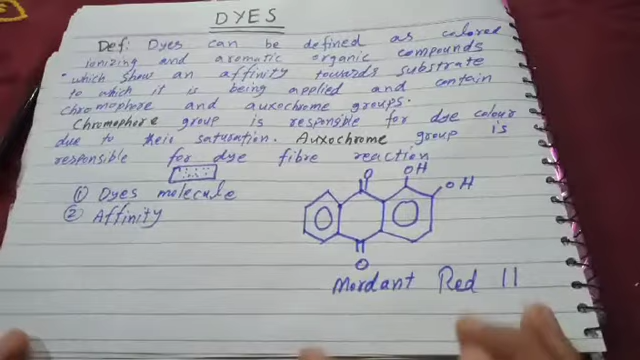 DYES
Def: Dyes can be defined as colored
ionizing and aromatic organic compounds
which show an affinity towards substrate
to which it is being applied and contain
chromophore and auxochrome groups.
Chromophore group is responsible for dye colour
due to their saturation. Auxochrome group is
responsible for dye fibre reaction
① Dyes molecule
② Affinity
O
OH
OH
O
Mordant Red 11